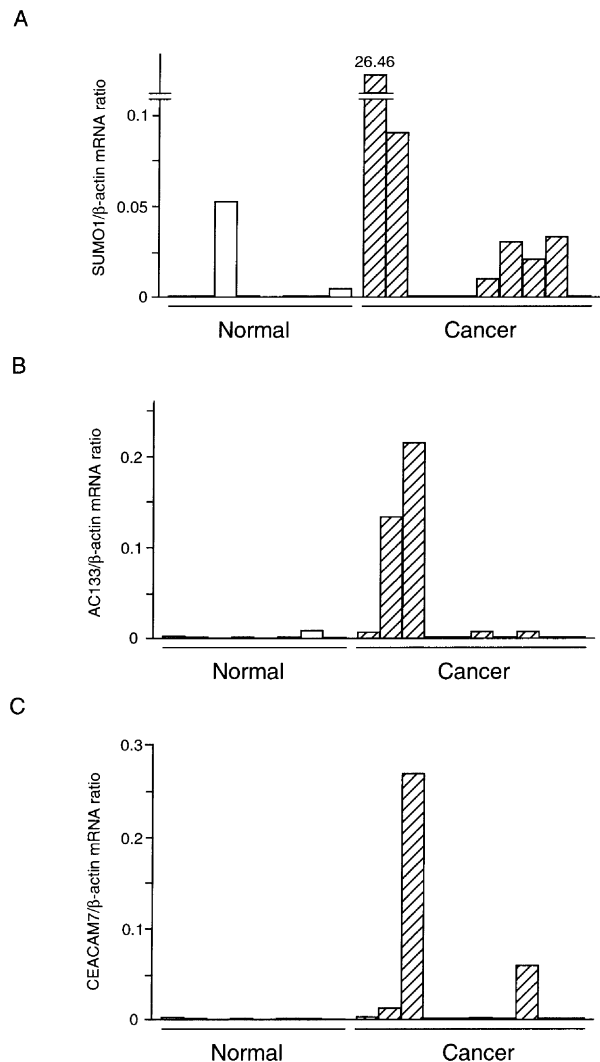 A
SUMO1/β-actin mRNA ratio
26.46
0.1
0.05
0
Normal
Cancer
B
AC133/β-actin mRNA ratio
0.2
0.1
0
Normal
Cancer
C
CEACAM7/β-actin mRNA ratio
0.3
0.2
0.1
0
Normal
Cancer